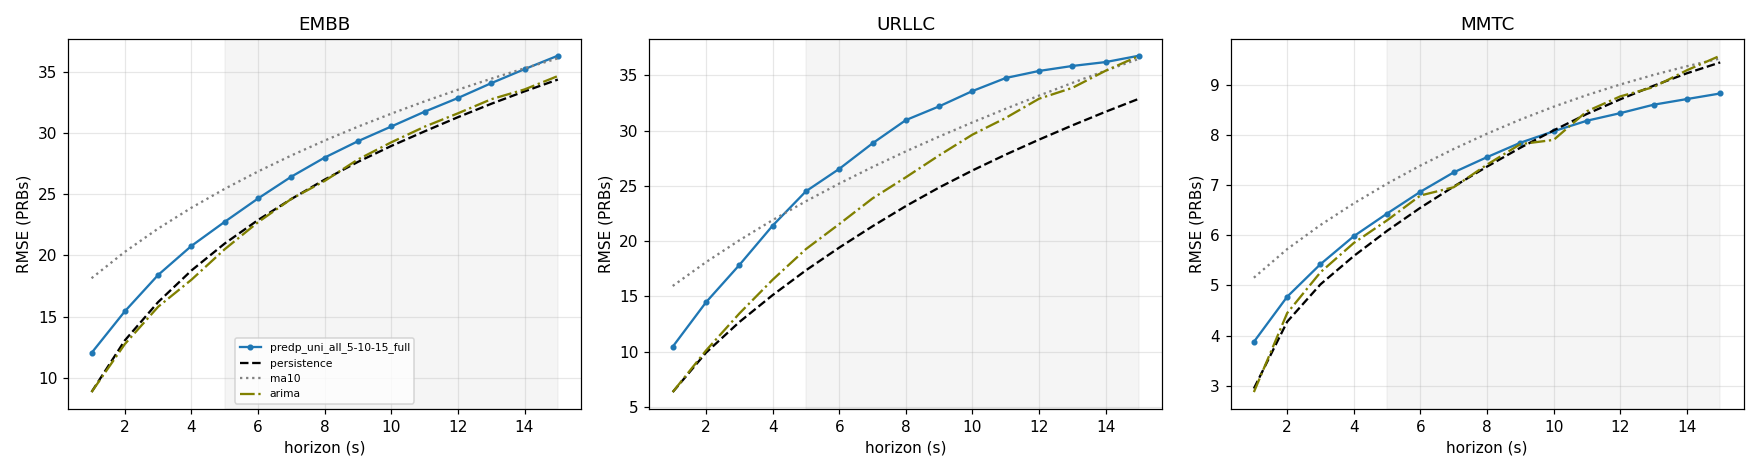 EMBB
RMSE (PRBs)
35
30
25
20
15
10
2 4 6 8 10 12 14
horizon (s)
predp_uni_all_5-10-15_full
persistence
ma10
arima
URLLC
RMSE (PRBs)
35
30
25
20
15
10
5
2 4 6 8 10 12 14
horizon (s)
MMTC
RMSE (PRBs)
9
8
7
6
5
4
3
2 4 6 8 10 12 14
horizon (s)